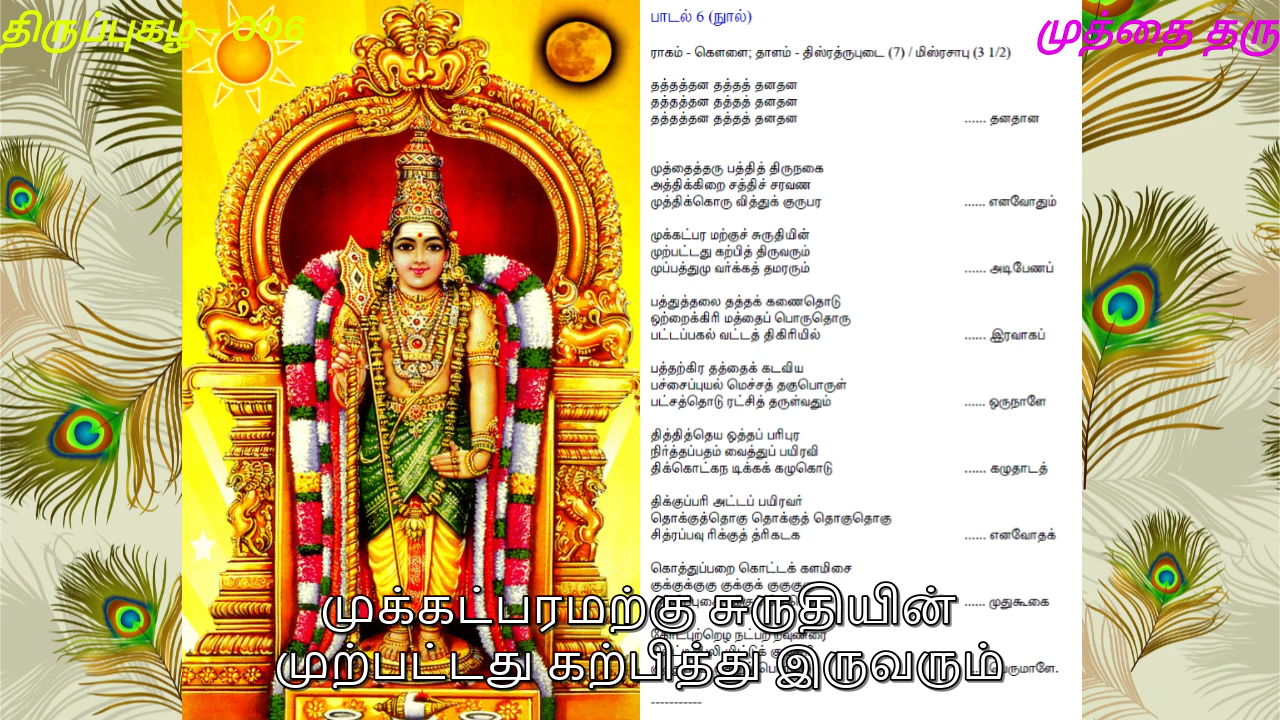 திருப்புகழ் - 006
முத்தை தரு
பாடல் 6 (நூல்)
ராகம் - கௌளை; தாளம் - திஸ்ரத்ருபுடை (7) / மிஸ்ரசாபு (3 1/2)
தத்தத்தன தத்தத் தனதன
தத்தத்தன தத்தத் தனதன
தத்தத்தன தத்தத் தனதன ...... தனதான
முத்தைத்தரு பத்தித் திருநகை
அத்திக்கிறை சத்திச் சரவண
முத்திக்கொரு வித்துக் குருபர ...... எனவோதும்
முக்கட்பர மற்குச் சுருதியின்
முற்பட்டது கற்பித் திருவரும்
முப்பத்துமு வர்க்கத் தமரரும் ...... அடிபேணப்
பத்துத்தலை தத்தக் கணைதொடு
ஒற்றைக்கிரி மத்தைப் பொருதொரு
பட்டப்பகல் வட்டத் திகிரியில் ...... இரவாகப்
பத்தற்கிர தத்தைக் கடவிய
பச்சைப்புயல் மெச்சத் தகுபொருள்
பட்சத்தொடு ரட்சித் தருள்வதும் ...... ஒருநாளே
தித்தித்தெய ஒத்தப் பரிபுர
நிர்த்தப்பதம் வைத்துப் பயிரவி
திக்கொட்கந டிக்கக் கழுகொடு ...... கழுதாடத்
திக்குப்பரி அட்டப் பயிரவர்
தொக்குத்தொகு தொக்குத் தொகுதொகு
சித்ரப்பவு ரிக்குத் த்ரிகடக ...... எனவோதக்
கொத்துப்பறை கொட்டக் களமிசை
குக்குக்குகு குக்குக் குகுகுகு
...... முதுகூகை
முக்கட்பரமற்கு சுருதியின்
கொட்புற்றெழ நட்பற் றவுணரை
முற்பட்டது கற்பித்து இருவரும்
-----------